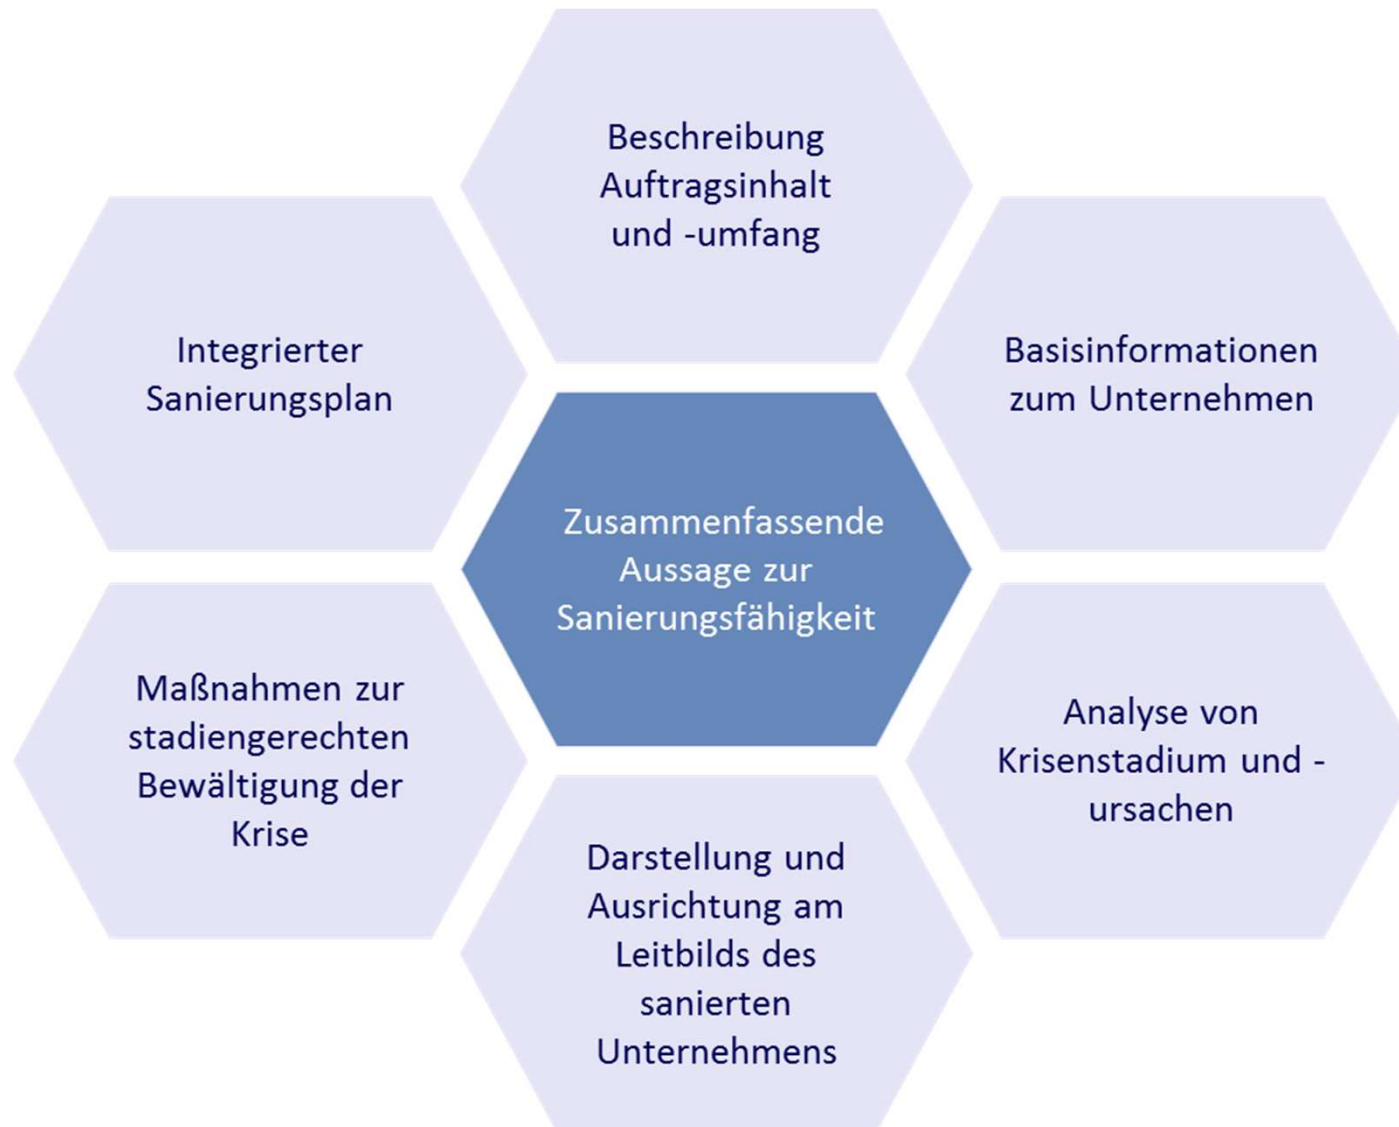 Beschreibung
Auftragsinhalt
und -umfang
Basisinformationen
zum Unternehmen
Analyse von
Krisenstadium und -
ursachen
Darstellung und
Ausrichtung am
Leitbilds des
sanierten
Unternehmens
Maßnahmen zur
stadiengerechten
Bewältigung der
Krise
Integrierter
Sanierungsplan
Zusammenfassende
Aussage zur
Sanierungsfähigkeit